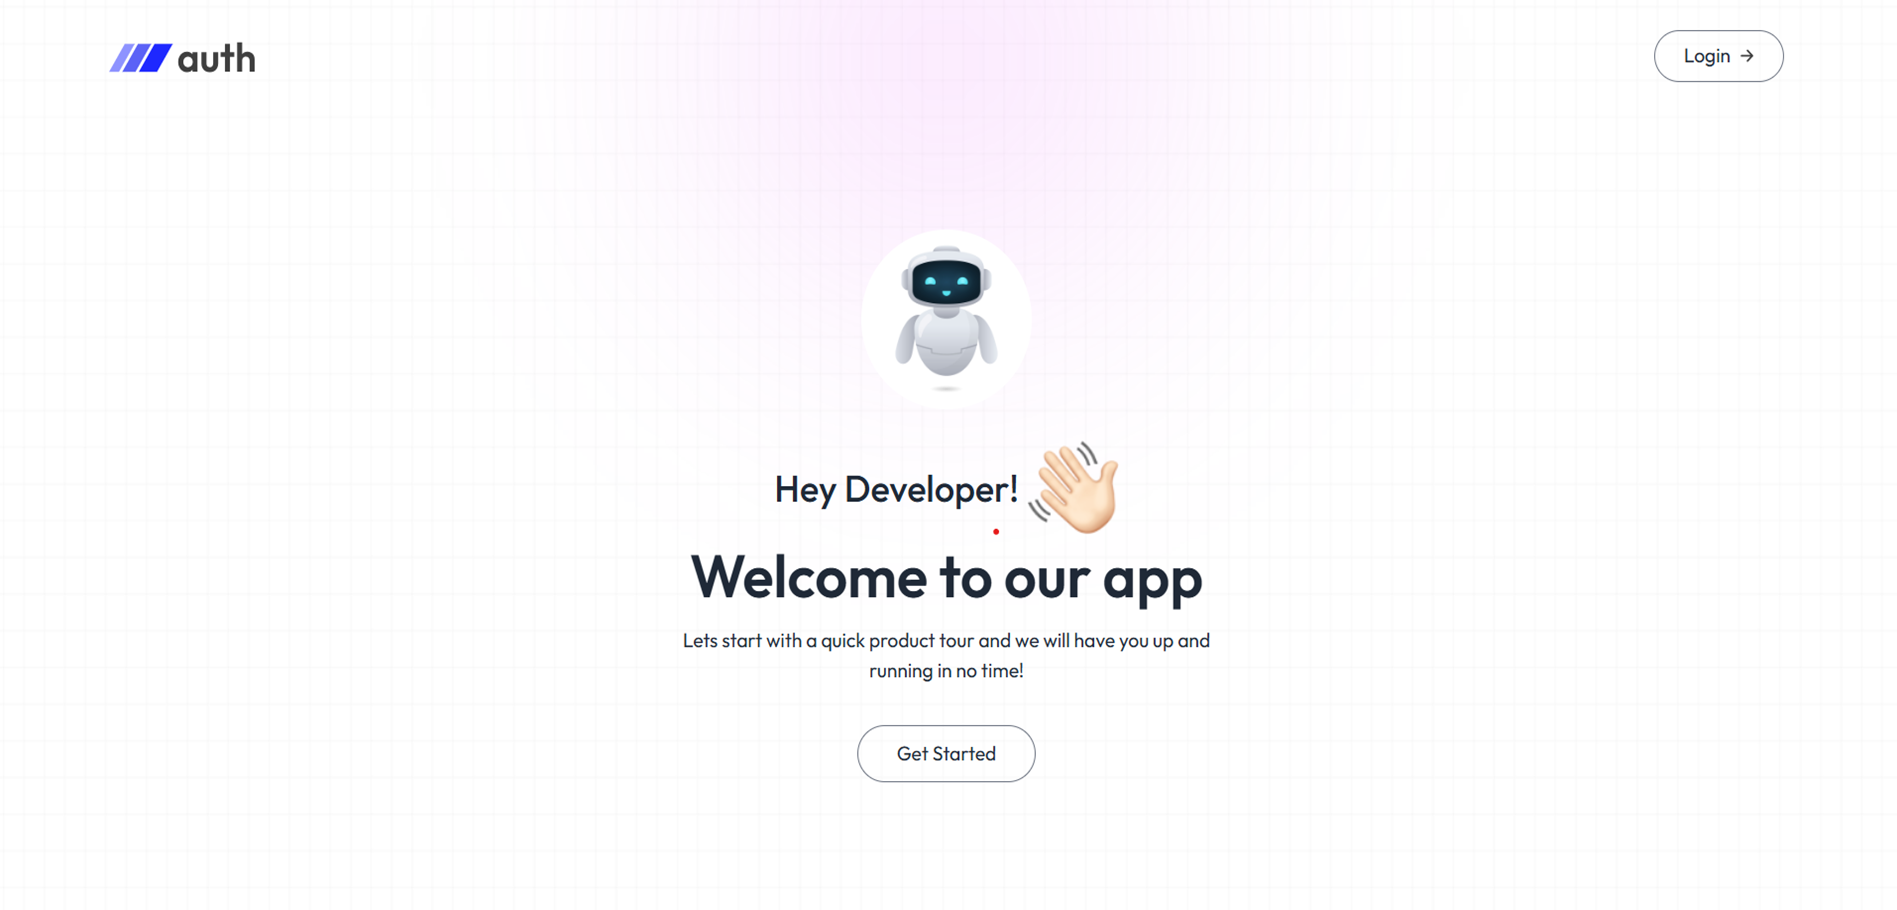 auth
Login →
Hey Developer! 👋🏻
Welcome to our app
Lets start with a quick product tour and we will have you up and
running in no time!
Get Started